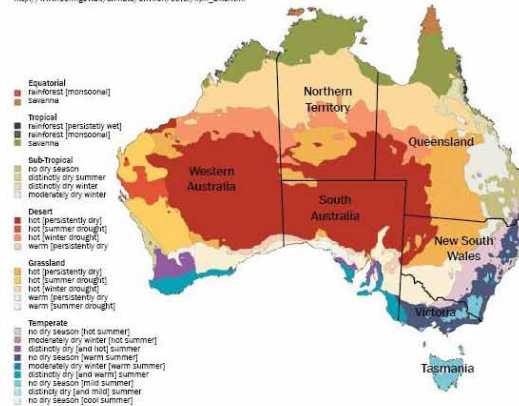 Equatorial
rainforest [monsoonal]
savanna
Tropical
rainforest [persistetly wet]
rainforest [monsoonal]
savanna
Sub-Tropical
no dry season
distinctly dry summer
distinctly dry winter
moderately dry winter
Desert
hot [persistently dry]
hot [summer drought]
hot [winter drought]
warm [persistently dry
Grassland
hot [persistently dry]
hot [summer drought]
hot [winter drought]
warm [persistently dry
warm [summer drought]
Temperate
no dry season [hot summer]
moderately dry winter [hot summer]
distinctly dry [and hot] summer
no dry season [warm summer]
moderately dry winter [warm summer]
distinctly dry [and warm] summer
no dry season [mild summer]
distinctly dry [and mild] summer
no dry season [cool summer]
Northern
Territory
Queensland
Western
Australia
South
Australia
New South
Wales
Victoria
Tasmania